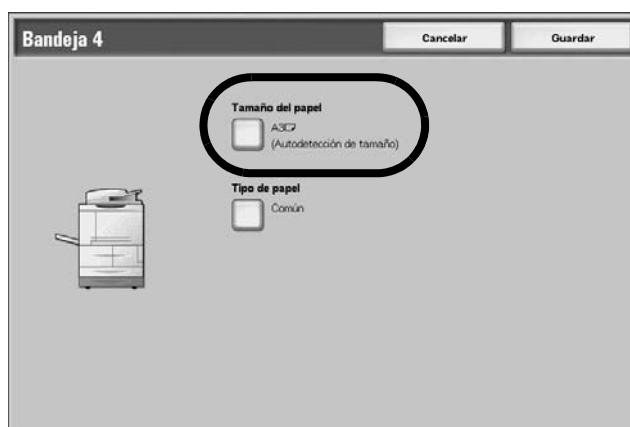 Bandeja 4
Cancelar
Guardar
Tamaño del papel
A3
(Autodetección de tamaño)
Tipo de papel
Común